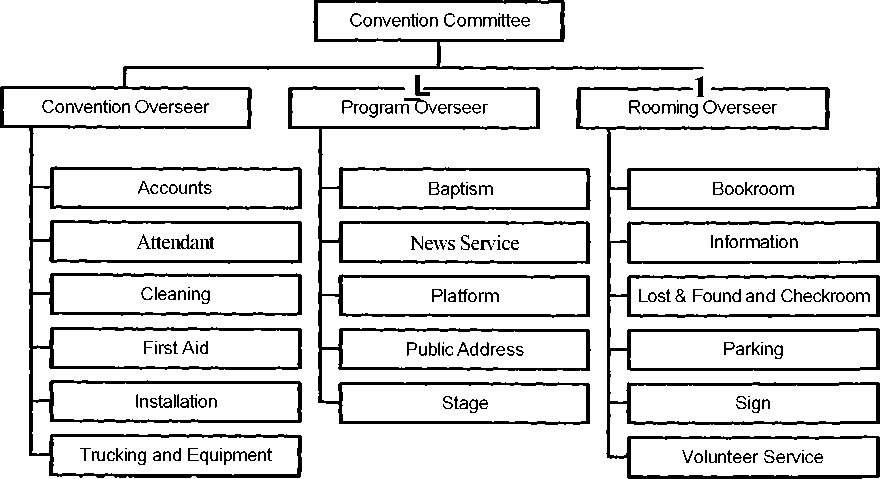 Convention Committee
Convention Overseer
Program Overseer
Rooming Overseer
Accounts
Attendant
Cleaning
First Aid
Installation
Trucking and Equipment
Baptism
News Service
Platform
Public Address
Stage
Bookroom
Information
Lost & Found and Checkroom
Parking
Sign
Volunteer Service